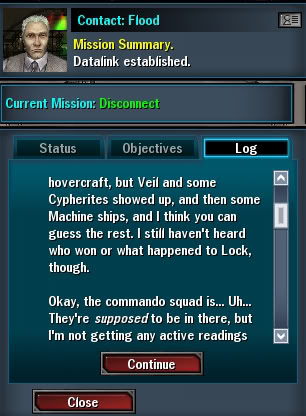 Contact: Flood
Mission Summary.
Datalink established.
Current Mission: Disconnect
Status
Objectives
Log
hovercraft, but Veil and some
Cypherites showed up, and then some
Machine ships, and I think you can
guess the rest. I still haven't heard
who won or what happened to Lock,
though.
Okay, the commando squad is... Uh...
They're supposed to be in there, but
I'm not getting any active readings
Continue
Close